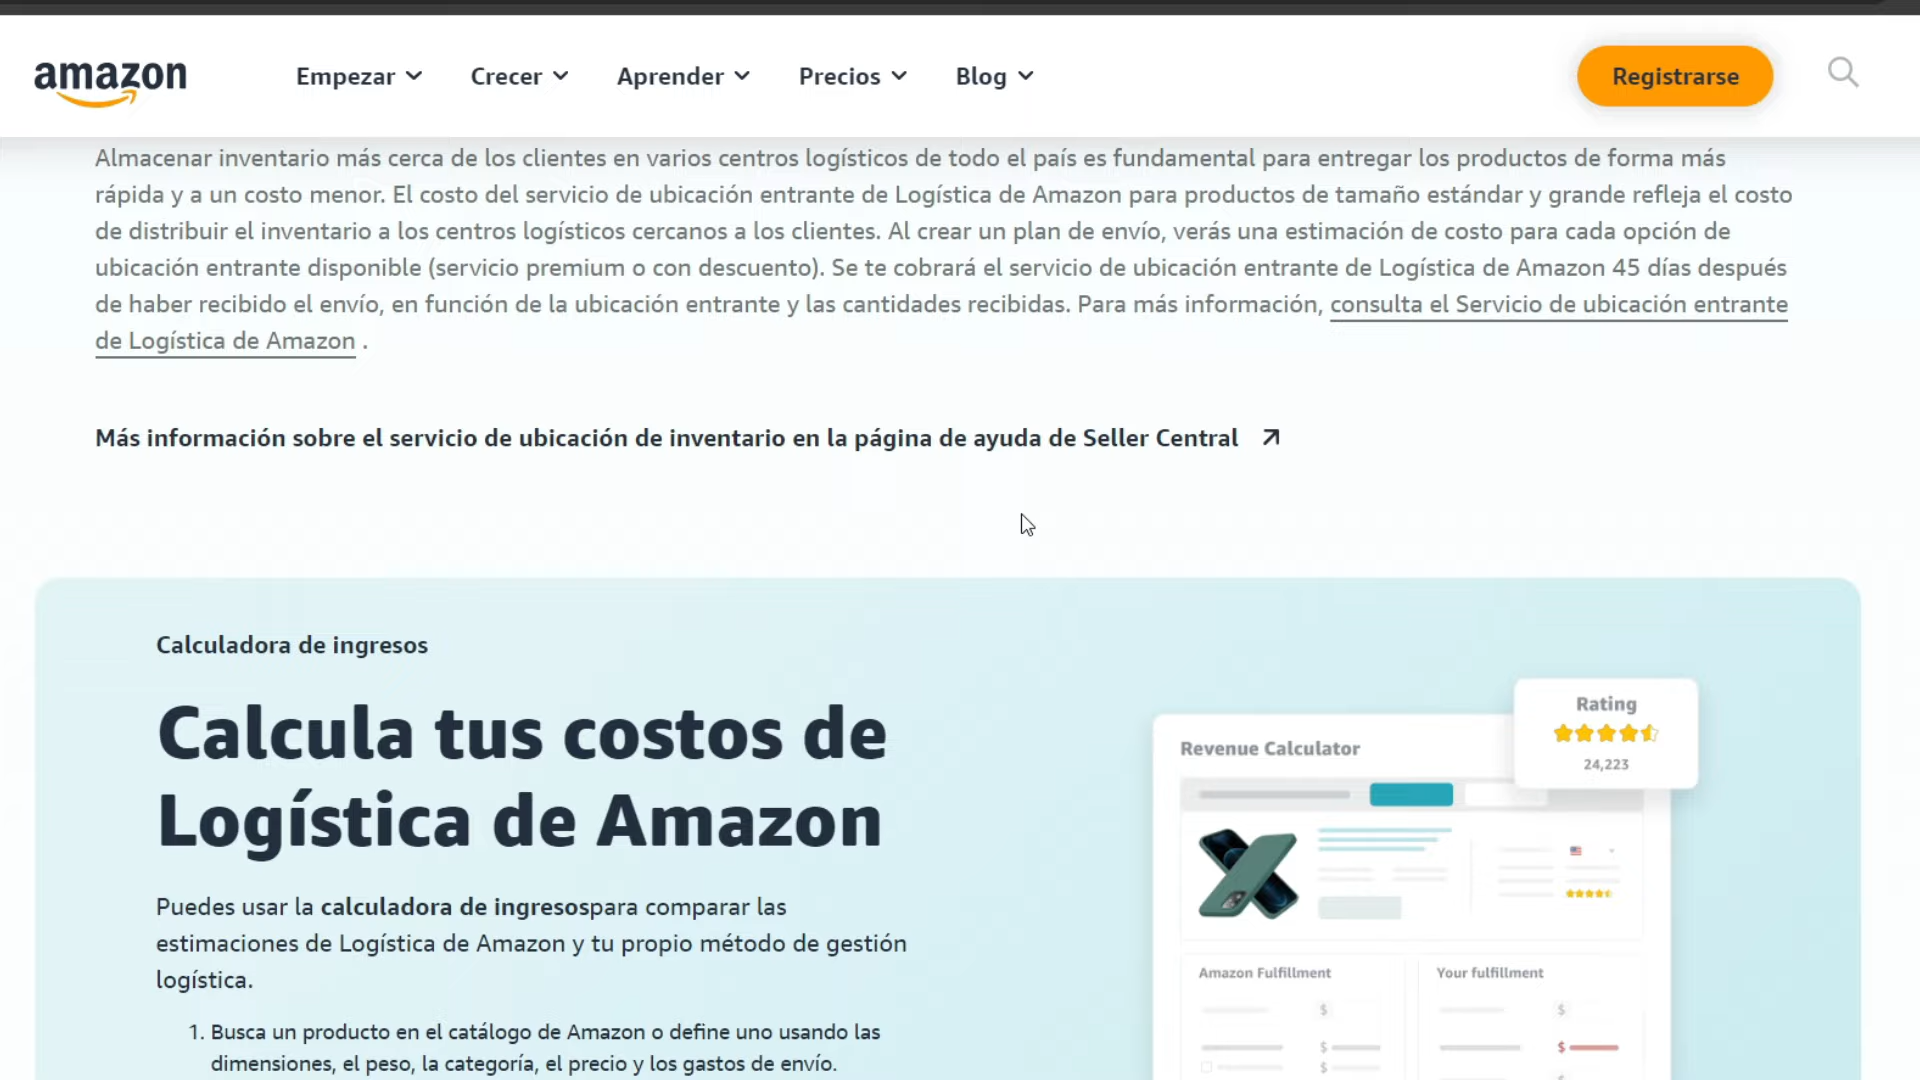 amazon
Empezar
Crecer
Aprender
Precios
Blog
Registrarse
Almacenar inventario más cerca de los clientes en varios centros logísticos de todo el país es fundamental para entregar los productos de forma más
rápida y a un costo menor. El costo del servicio de ubicación entrante de Logística de Amazon para productos de tamaño estándar y grande refleja el costo
de distribuir el inventario a los centros logísticos cercanos a los clientes. Al crear un plan de envío, verás una estimación de costo para cada opción de
ubicación entrante disponible (servicio premium o con descuento). Se te cobrará el servicio de ubicación entrante de Logística de Amazon 45 días después
de haber recibido el envío, en función de la ubicación entrante y las cantidades recibidas. Para más información, consulta el Servicio de ubicación entrante
de Logística de Amazon .
Más información sobre el servicio de ubicación de inventario en la página de ayuda de Seller Central
Calculadora de ingresos
Calcula tus costos de
Logística de Amazon
Puedes usar la calculadora de ingresospara comparar las
estimaciones de Logística de Amazon y tu propio método de gestión
logística.
1. Busca un producto en el catálogo de Amazon o define uno usando las
dimensiones, el peso, la categoría, el precio y los gastos de envío.
Rating
24,223
Revenue Calculator
Amazon Fulfillment
Your fulfillment
$
$
$
$
$